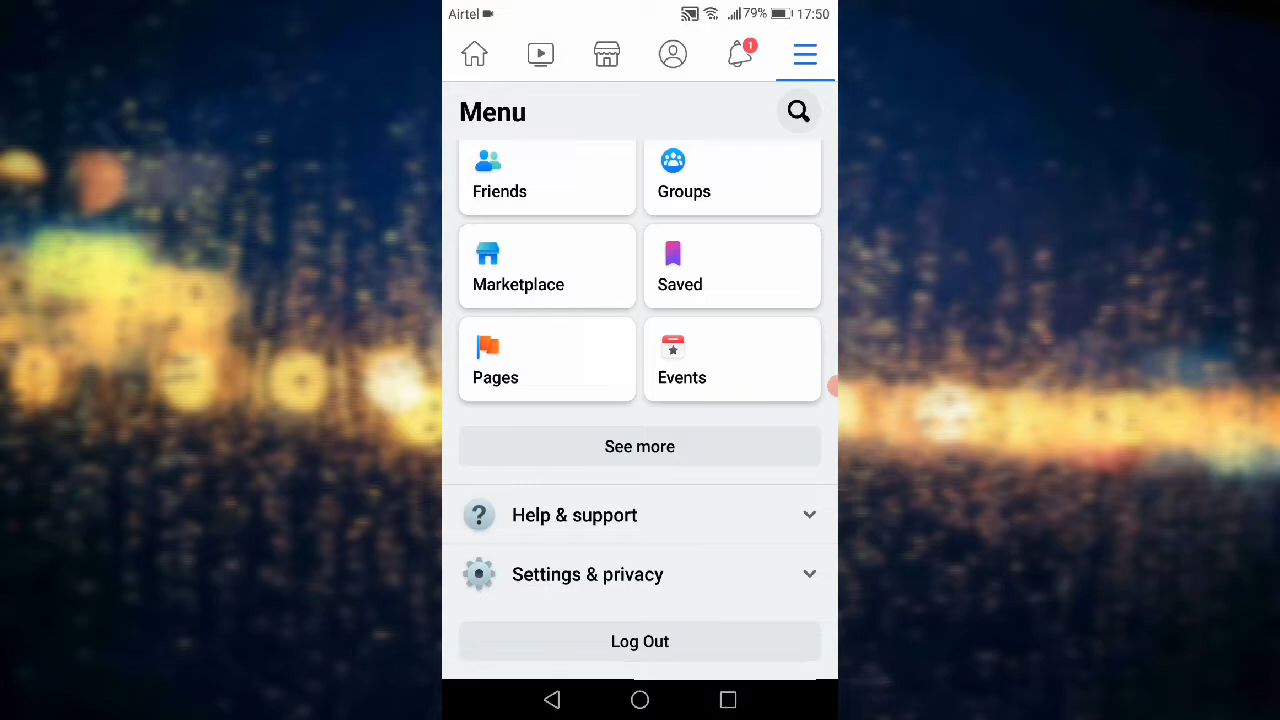 Airtel 79% 17:50
1
Menu
Friends Groups
Marketplace Saved
Pages Events
See more
? Help & support
Settings & privacy
Log Out